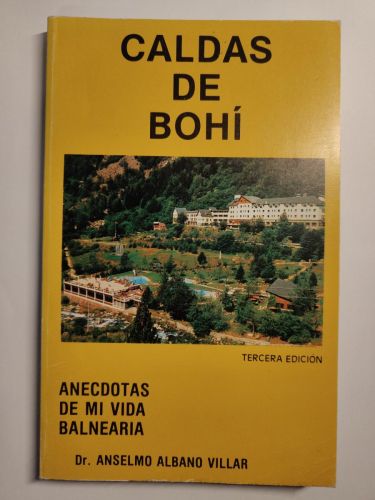 CALDAS
DE
BOHÍ
TERCERA EDICION
ANECDOTAS
DE MI VIDA
BALNEARIA
Dr. ANSELMO ALBANO VILLAR